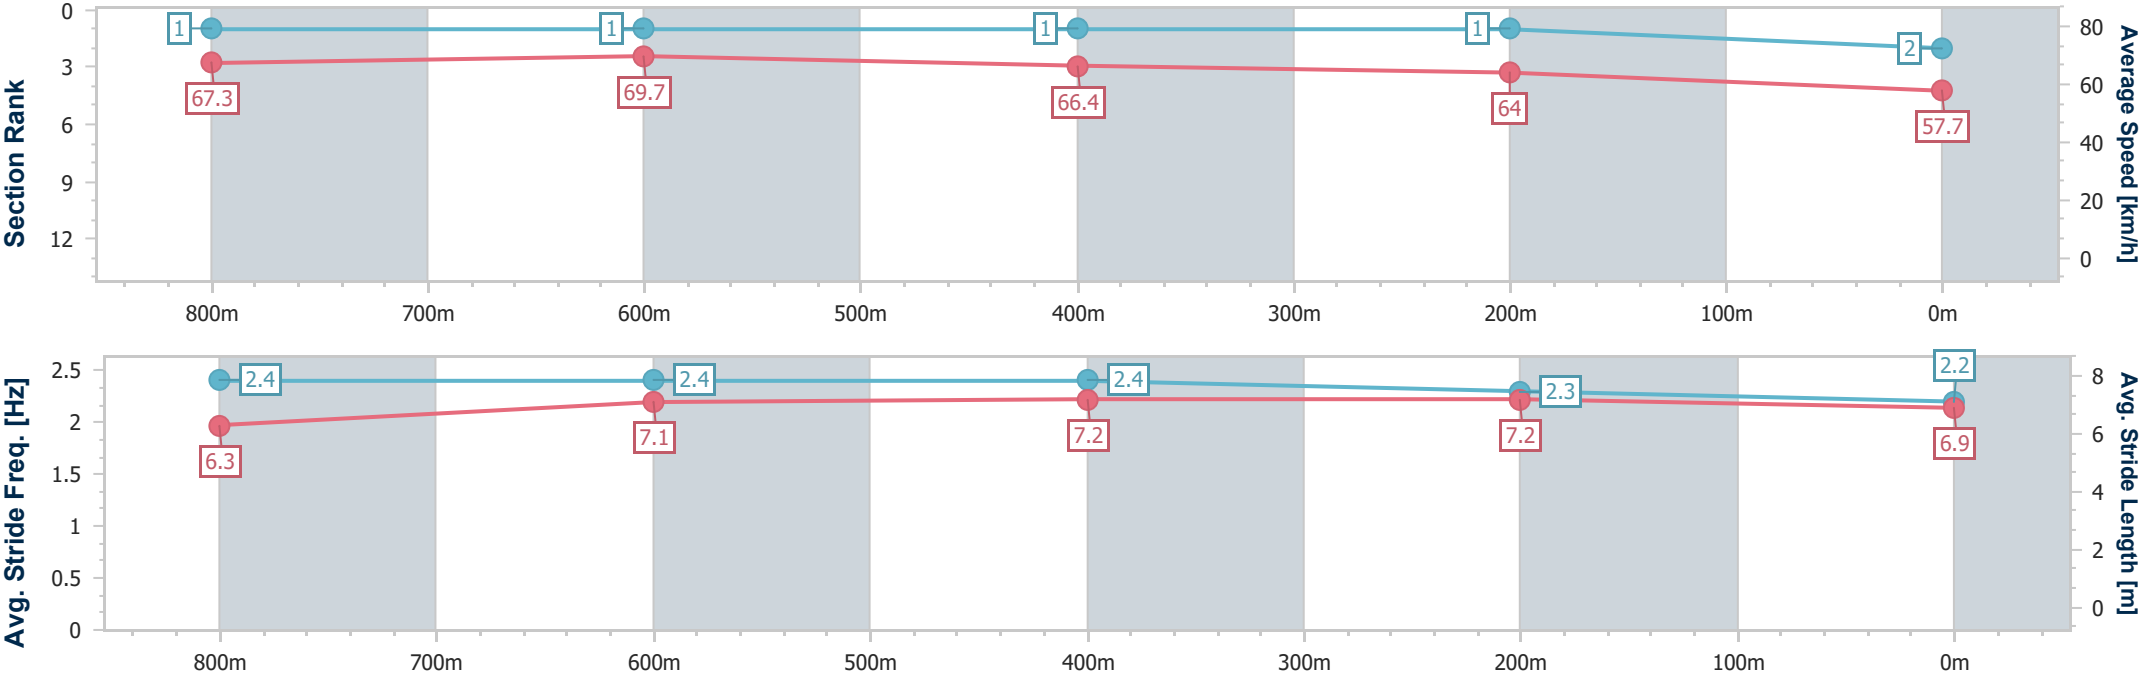 Section Rank
0
3
6
9
12
1
1
1
1
2
67.3
69.7
66.4
64
57.7
80
60
40
20
0
Average Speed [km/h]
800m
700m
600m
500m
400m
300m
200m
100m
0m
Avg. Stride Freq. [Hz]
2.5
2
1.5
1
0.5
0
2.4
2.4
2.4
2.3
2.2
6.3
7.1
7.2
7.2
6.9
8
6
4
2
0
Avg. Stride Length [m]
800m
700m
600m
500m
400m
300m
200m
100m
0m